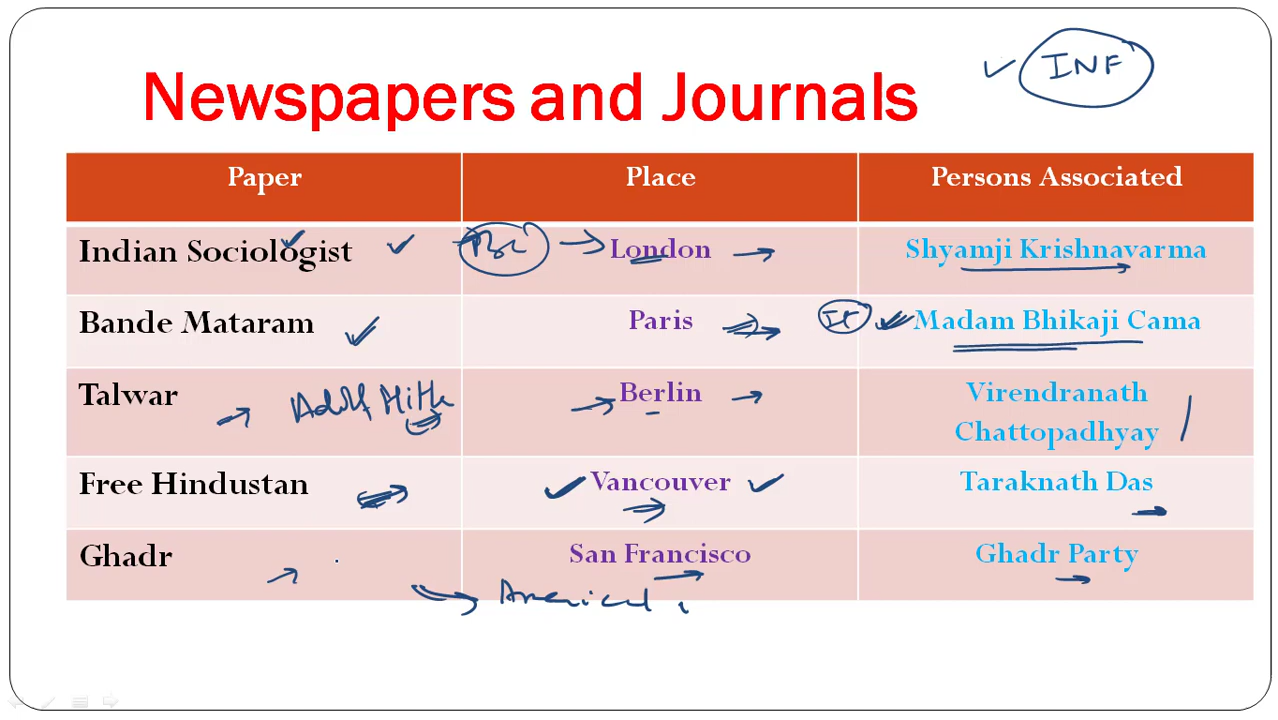 INF
Newspapers and Journals
Paper Place Persons Associated
Indian Sociologist London Shyamji Krishnavarma
Bande Mataram Paris Madam Bhikaji Cama
Talwar Adolf Berlin Virendranath
Chattopadhyay
Free Hindustan Vancouver Taraknath Das
Ghadr San Francisco Ghadr Party